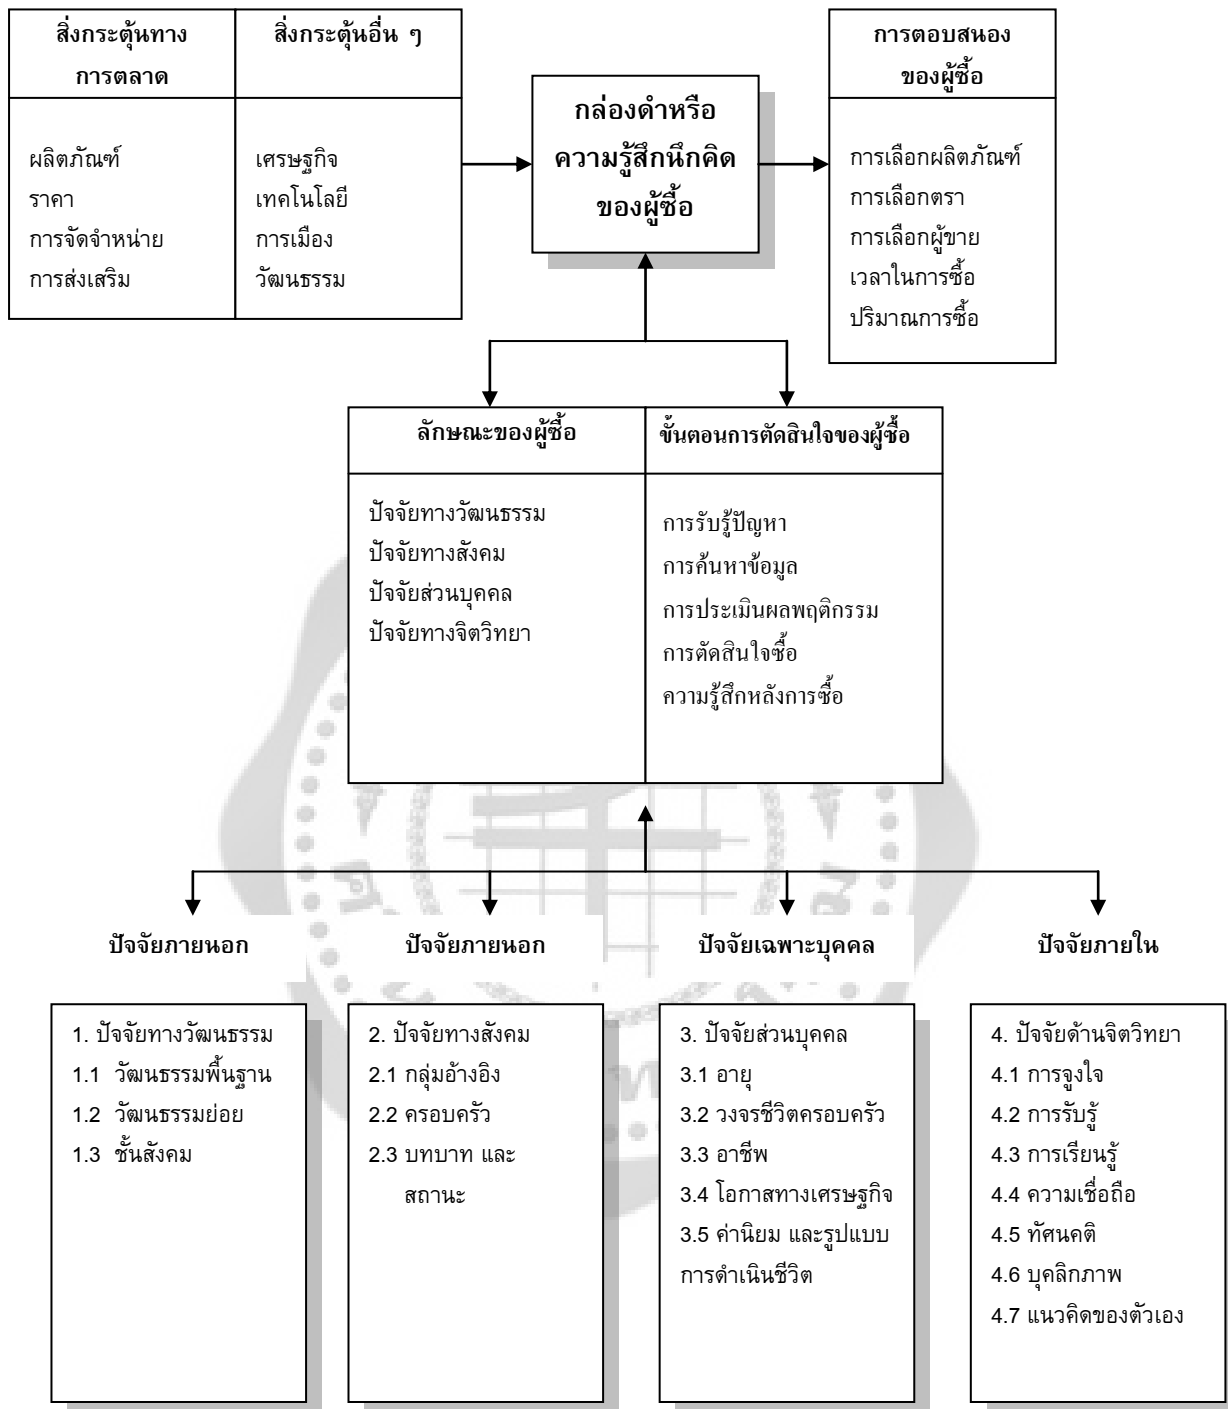 สิ่งกระตุ้นทาง
การตลาด
สิ่งกระตุ้นอื่น ๆ
ผลิตภัณฑ์
ราคา
การจัดจำหน่าย
การส่งเสริม
เศรษฐกิจ
เทคโนโลยี
การเมือง
วัฒนธรรม
กล่องดำหรือ
ความรู้สึกนึกคิด
ของผู้ซื้อ
การตอบสนอง
ของผู้ซื้อ
การเลือกผลิตภัณฑ์
การเลือกตรา
การเลือกผู้ขาย
เวลาในการซื้อ
ปริมาณการซื้อ
ลักษณะของผู้ซื้อ
ปัจจัยทางวัฒนธรรม
ปัจจัยทางสังคม
ปัจจัยส่วนบุคคล
ปัจจัยทางจิตวิทยา
ขั้นตอนการตัดสินใจของผู้ซื้อ
การรับรู้ปัญหา
การค้นหาข้อมูล
การประเมินผลพฤติกรรม
การตัดสินใจซื้อ
ความรู้สึกหลังการซื้อ
ปัจจัยภายนอก
1. ปัจจัยทางวัฒนธรรม
1.1 วัฒนธรรมพื้นฐาน
1.2 วัฒนธรรมย่อย
1.3 ชั้นสังคม
ปัจจัยภายนอก
2. ปัจจัยทางสังคม
2.1 กลุ่มอ้างอิง
2.2 ครอบครัว
2.3 บทบาท และ
สถานะ
ปัจจัยเฉพาะบุคคล
3. ปัจจัยส่วนบุคคล
3.1 อายุ
3.2 วงจรชีวิตครอบครัว
3.3 อาชีพ
3.4 โอกาสทางเศรษฐกิจ
3.5 ค่านิยม และรูปแบบ
การดำเนินชีวิต
ปัจจัยภายใน
4. ปัจจัยด้านจิตวิทยา
4.1 การจูงใจ
4.2 การรับรู้
4.3 การเรียนรู้
4.4 ความเชื่อถือ
4.5 ทัศนคติ
4.6 บุคลิกภาพ
4.7 แนวคิดของตัวเอง